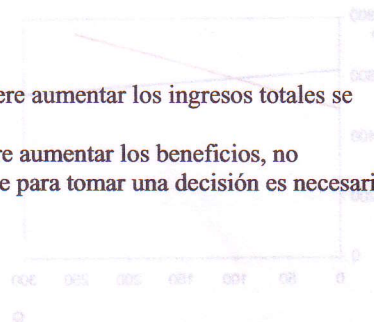 ere aumentar los ingresos totales se
re aumentar los beneficios, no
e para tomar una decisión es necesari